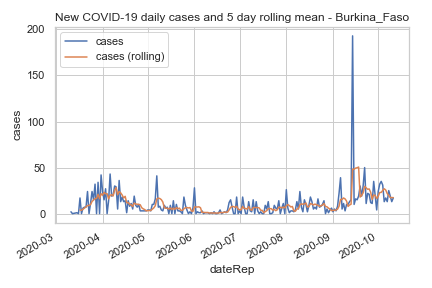 New COVID-19 daily cases and 5 day rolling mean - Burkina_Faso
cases
cases (rolling)
200
150
100
50
0
cases
2020-03
2020-04
2020-05
2020-06
2020-07
2020-08
2020-09
2020-10
dateRep